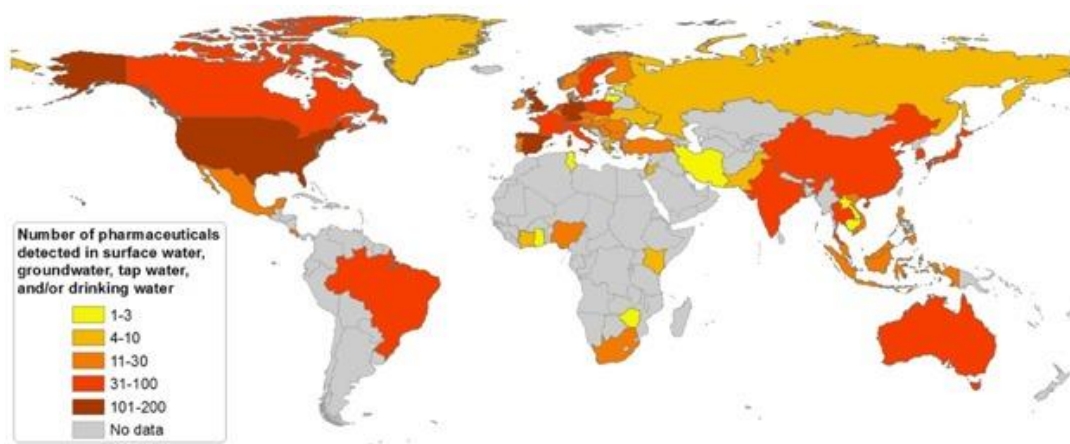 Number of pharmaceuticals
detected in surface water,
groundwater, tap water,
and/or drinking water
1-3
4-10
11-30
31-100
101-200
No data